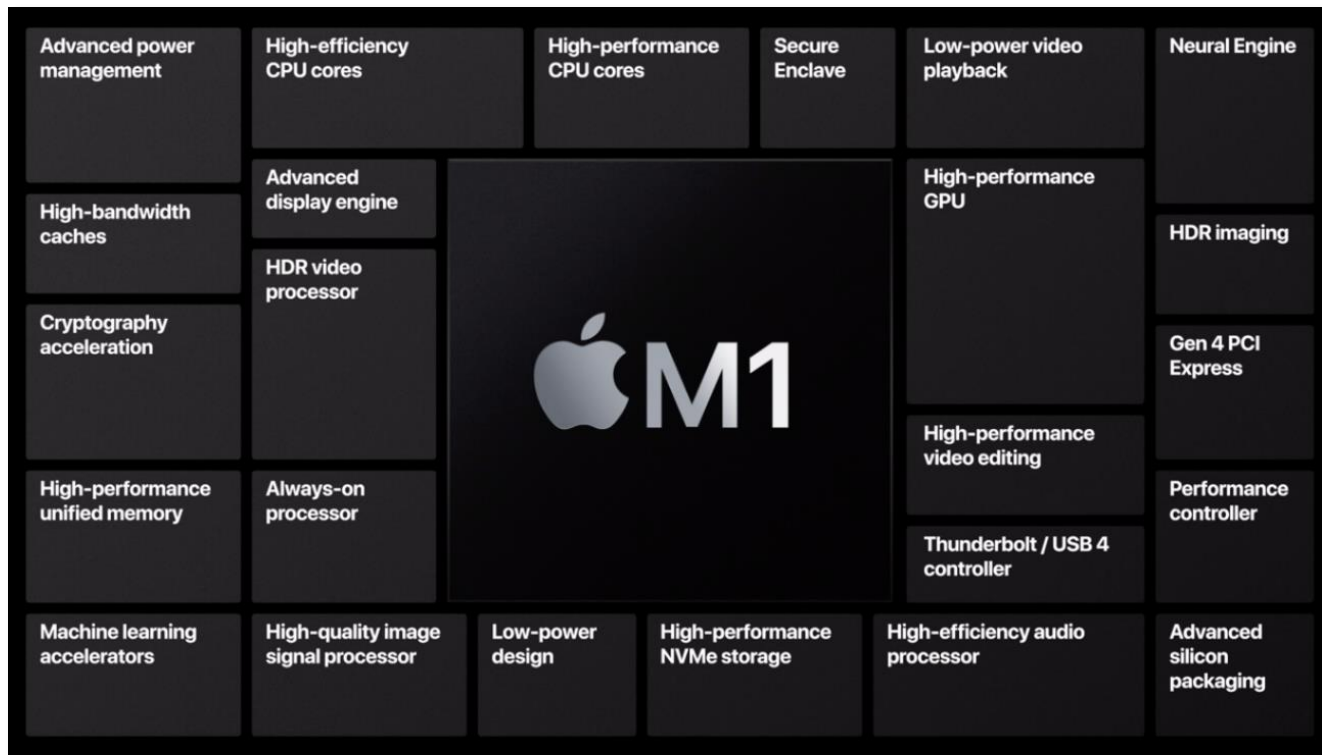 Advanced power
management
High-efficiency
CPU cores
High-performance
CPU cores
Secure
Enclave
Low-power video
playback
Neural Engine
High-bandwidth
caches
Advanced
display engine
HDR video
processor
M1
High-performance
GPU
HDR imaging
Cryptography
acceleration
Gen 4 PCI
Express
High-performance
video editing
High-performance
unified memory
Always-on
processor
Thunderbolt / USB 4
controller
Performance
controller
Machine learning
accelerators
High-quality image
signal processor
Low-power
design
High-performance
NVMe storage
High-efficiency audio
processor
Advanced
silicon
packaging